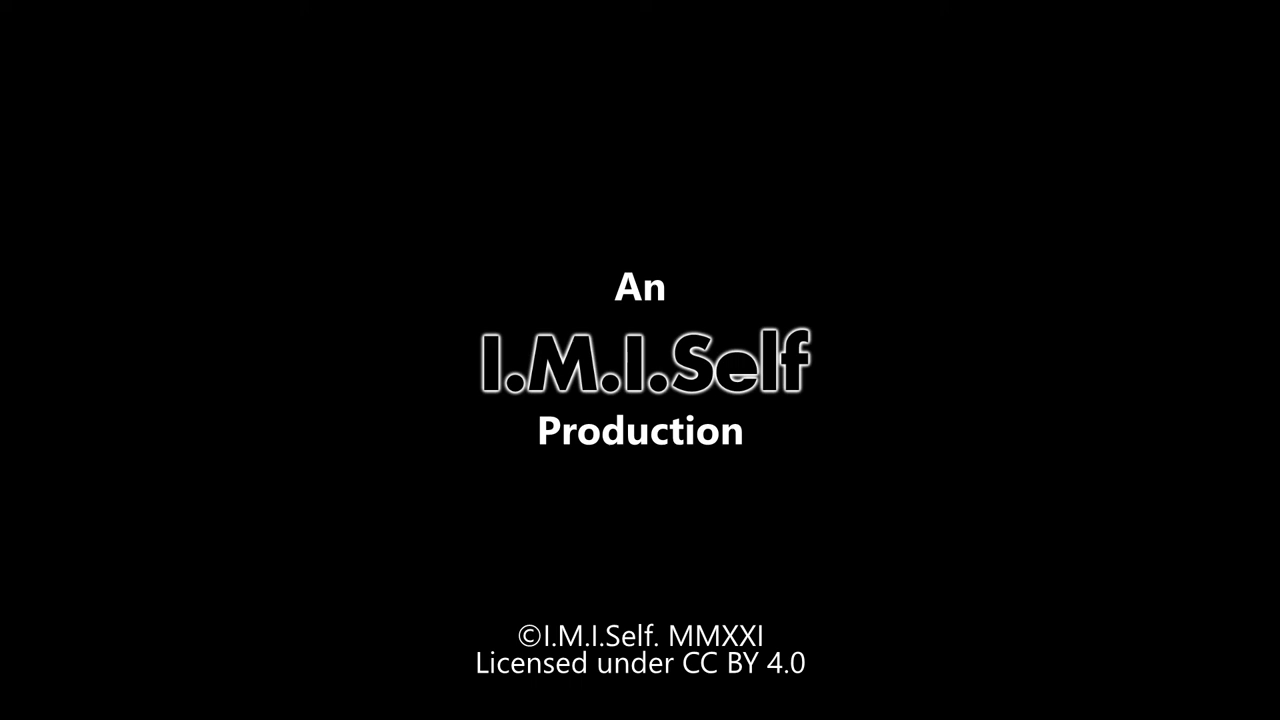 An
I.M.I.Self
Production
©I.M.I.Self. MMXXI
Licensed under CC BY 4.0